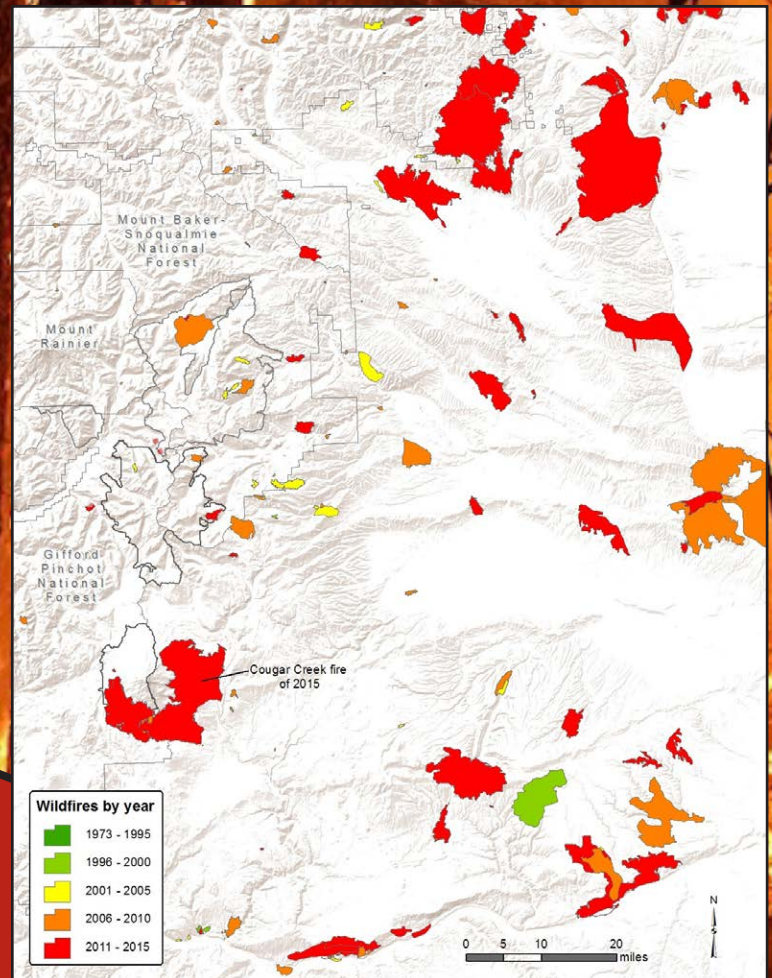 Mount Baker-
Snoqualmie
National
Forest
Mount
Rainier
Gifford
Pinchot
National
Forest
Cougar Creek fire
of 2015
Wildfires by year
1973 - 1995
1996 - 2000
2001 - 2005
2006 - 2010
2011 - 2015
N
0 5 10 20
miles